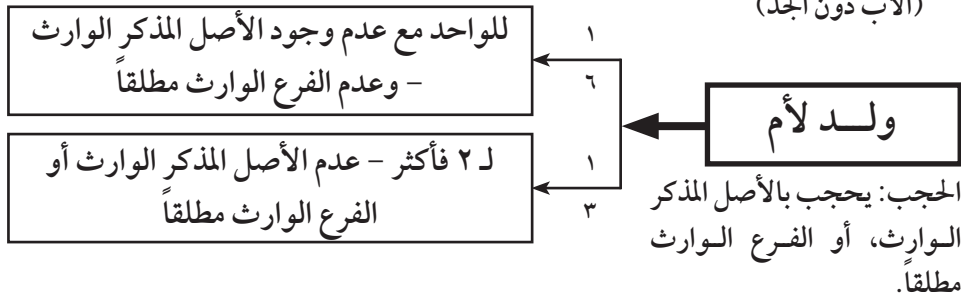 (الأب دون الجد)
ولــد لأم
الحجب: يحجب بالأصل المذكر
الـوارث، أو الفـرع الـوارث
مطلقاً.
١
٦
للواحد مع عدم وجود الأصل المذكر الوارث
– وعدم الفرع الوارث مطلقاً
١
٣
لـ ٢ فأكثر – عدم الأصل المذكر الوارث أو
الفرع الوارث مطلقاً